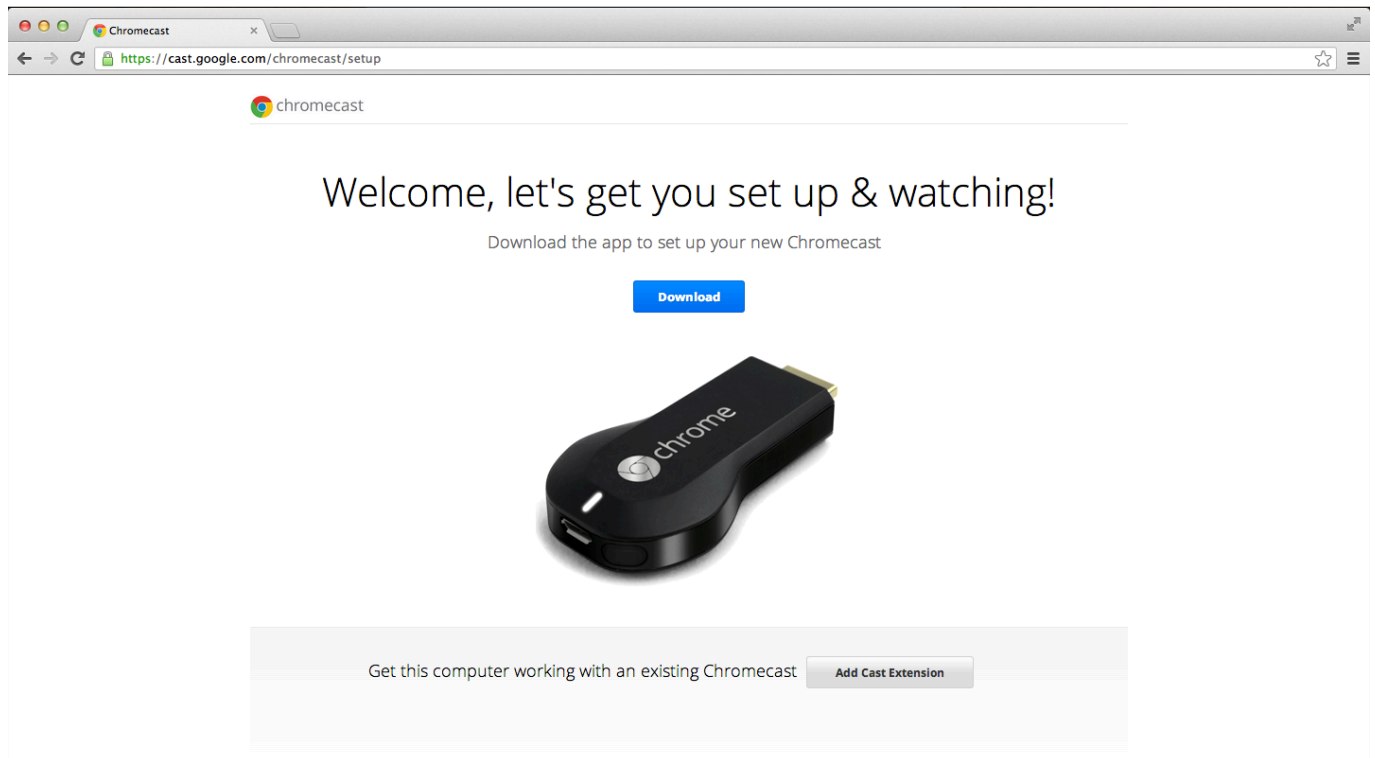 Chromecast
https://cast.google.com/chromecast/setup
chromecast
Welcome, let's get you set up & watching!
Download the app to set up your new Chromecast
Download
chrome
Get this computer working with an existing Chromecast Add Cast Extension